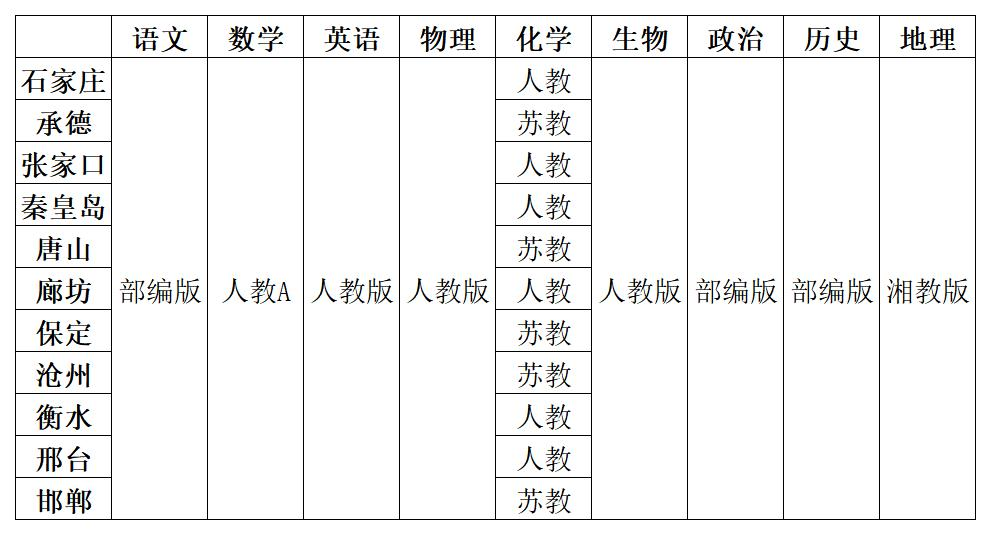 语文 数学 英语 物理 化学 生物 政治 历史 地理
石家庄 人教
承德 苏教
张家口 人教
秦皇岛 人教
唐山 苏教
廊坊 部编版 人教A 人教版 人教版 人教 人教版 部编版 部编版 湘教版
保定 苏教
沧州 苏教
衡水 人教
邢台 人教
邯郸 苏教